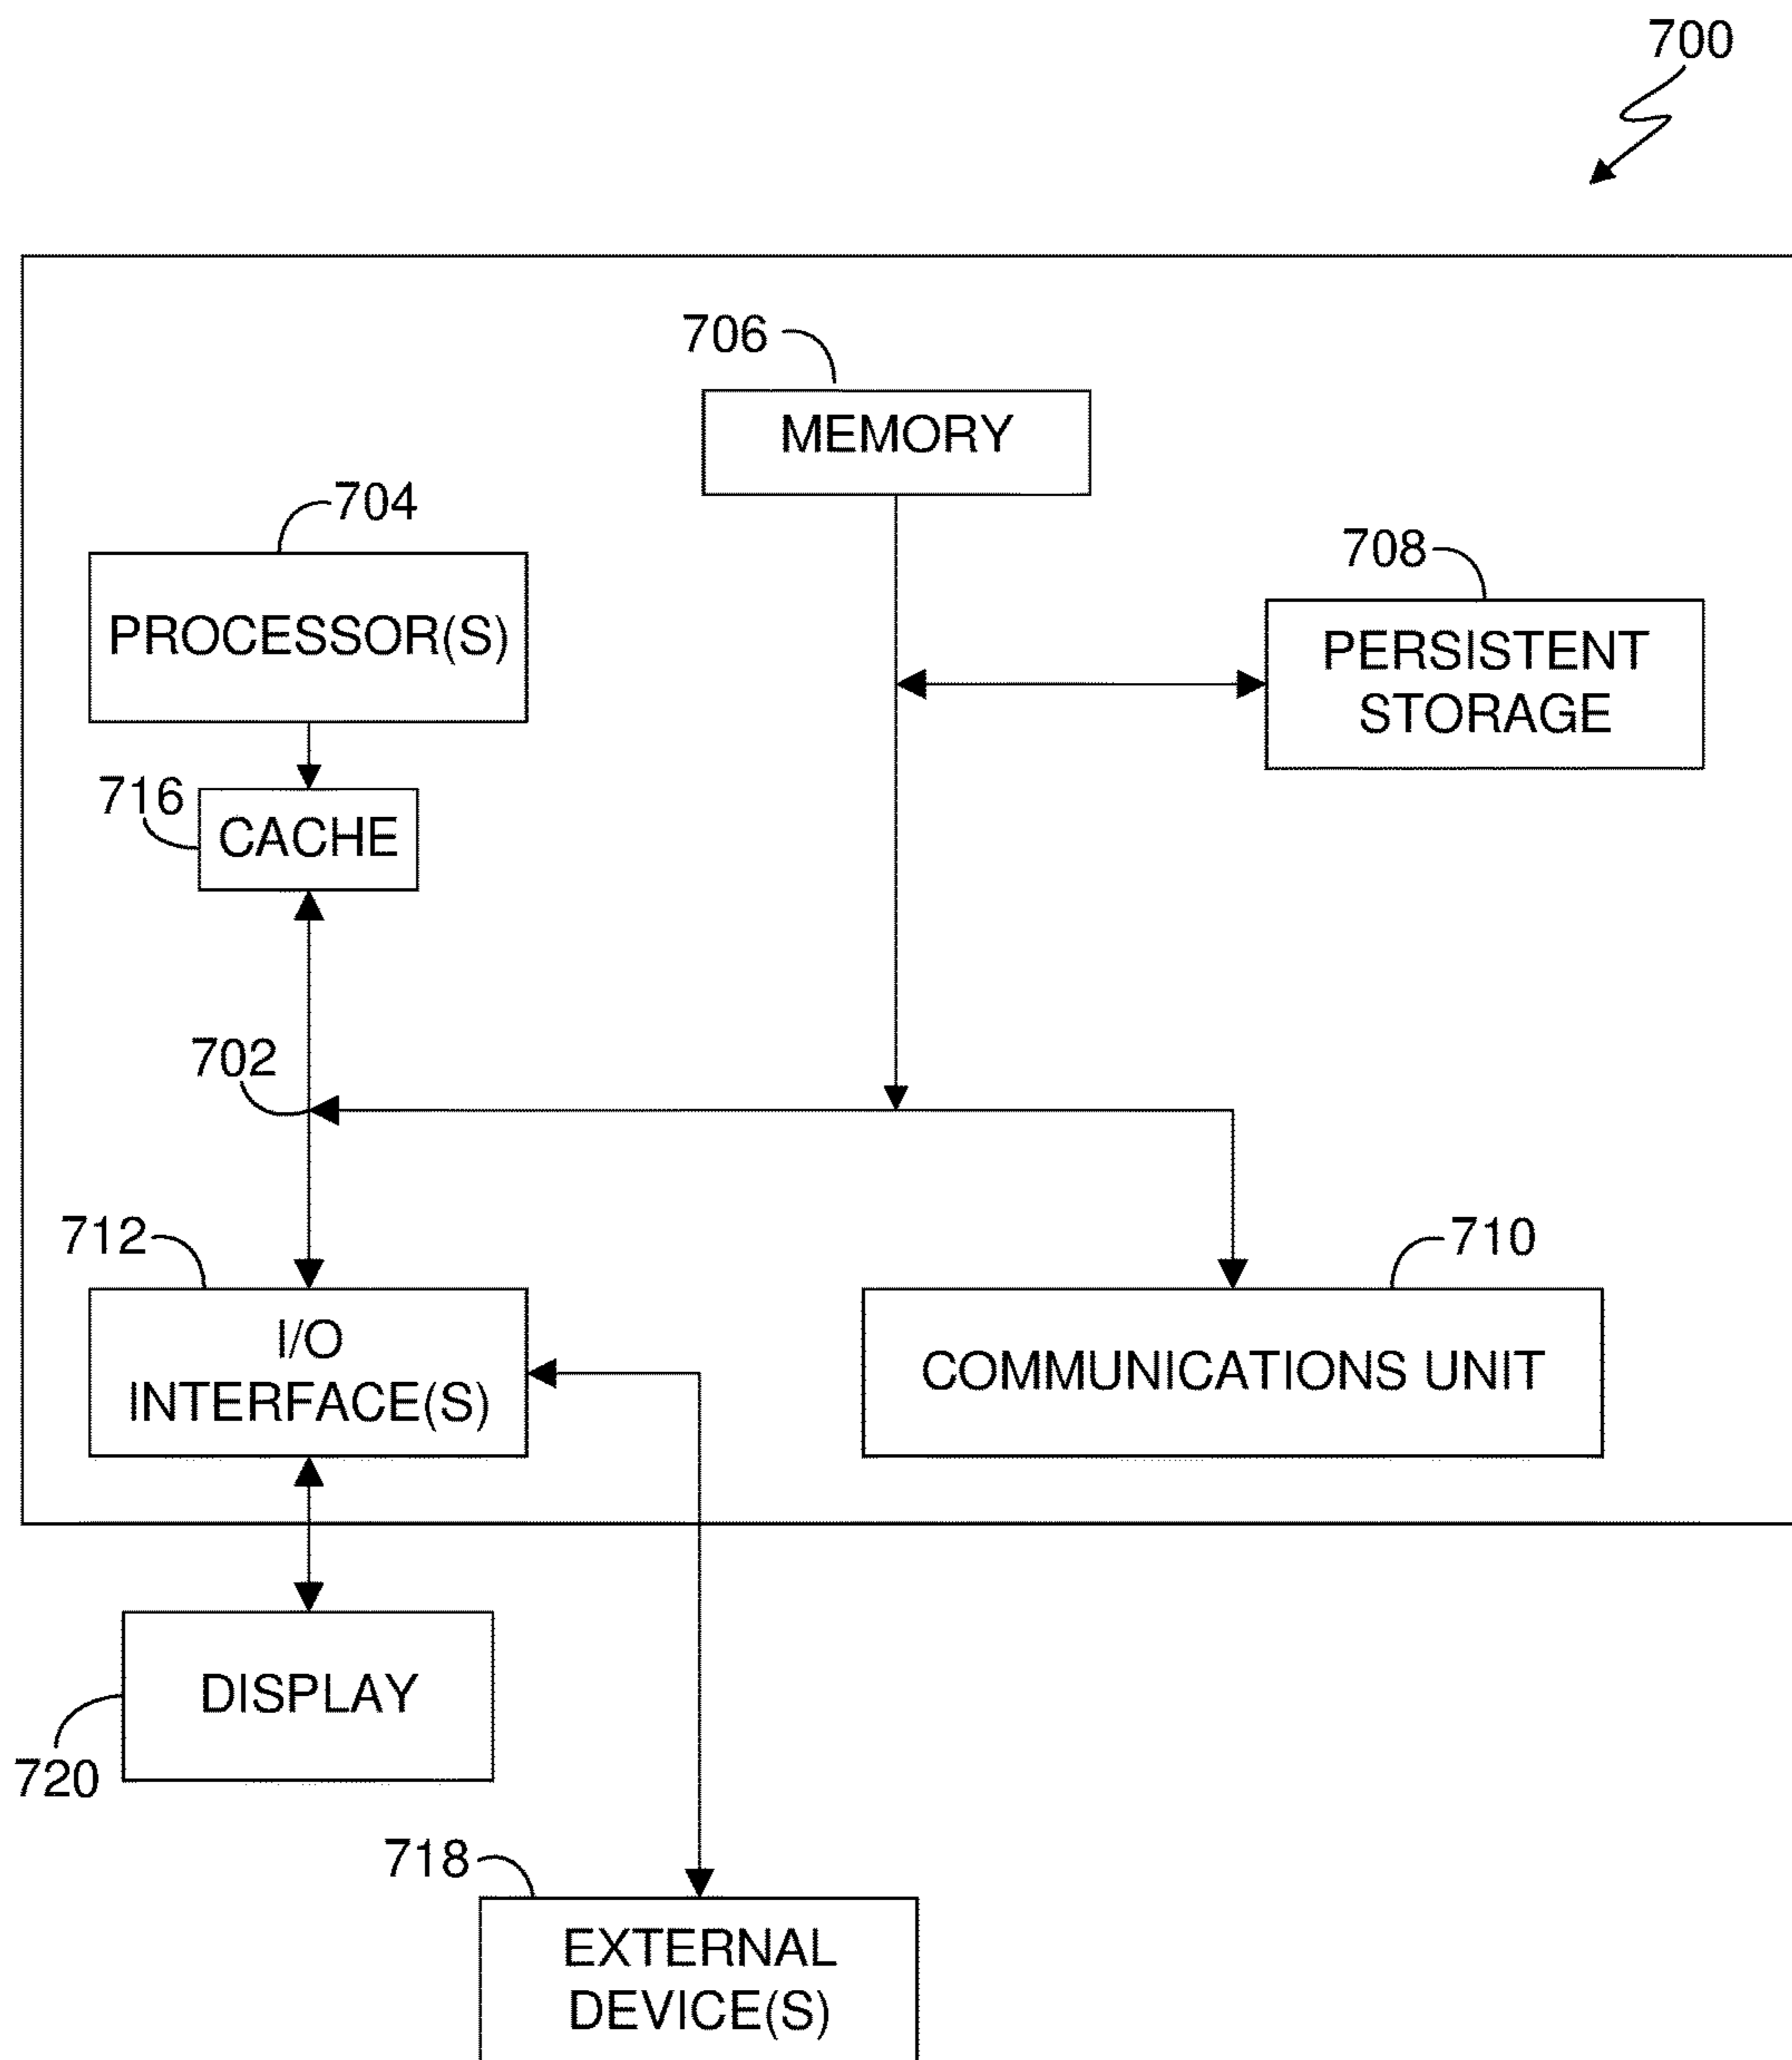 700
706
MEMORY
704
708
PROCESSOR(S)
PERSISTENT
STORAGE
716
CACHE
702
712
710
I/O
INTERFACE(S)
COMMUNICATIONS UNIT
DISPLAY
720
718
EXTERNAL
DEVICE(S)